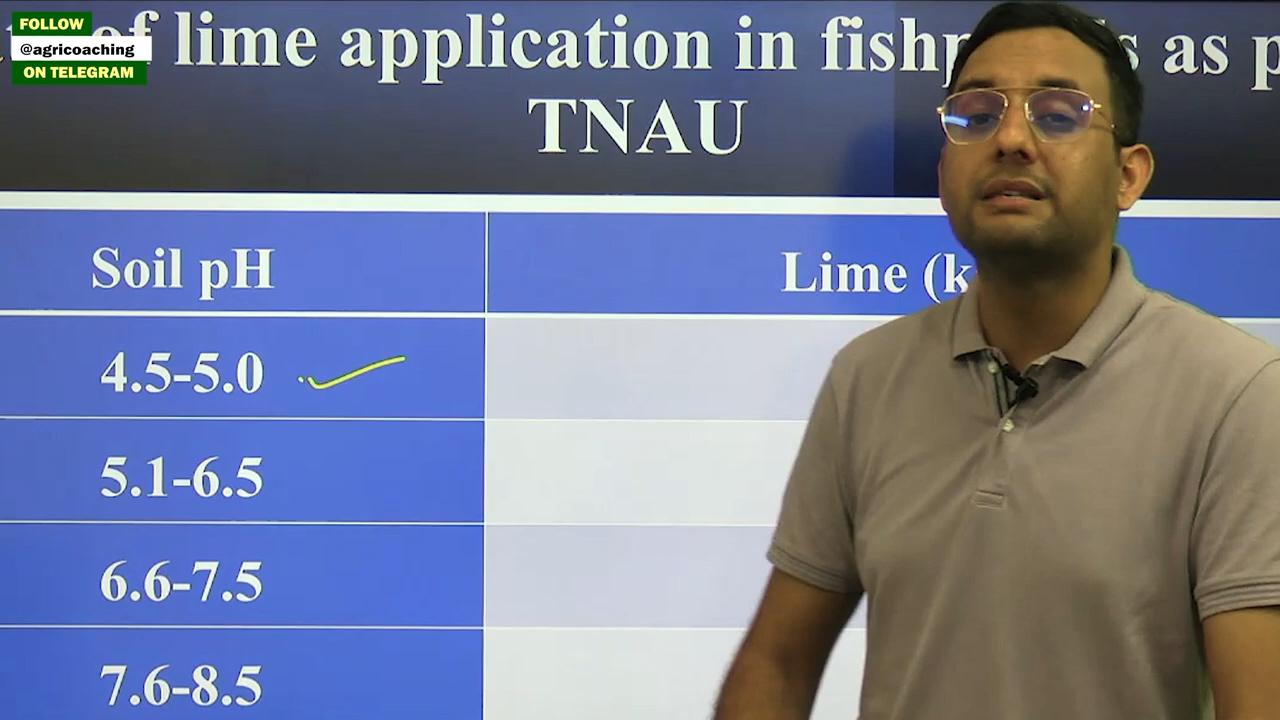 FOLLOW
@agricoaching
ON TELEGRAM
of lime application in fishp s as p
TNAU
Soil pH
Lime (k
4.5-5.0
5.1-6.5
6.6-7.5
7.6-8.5